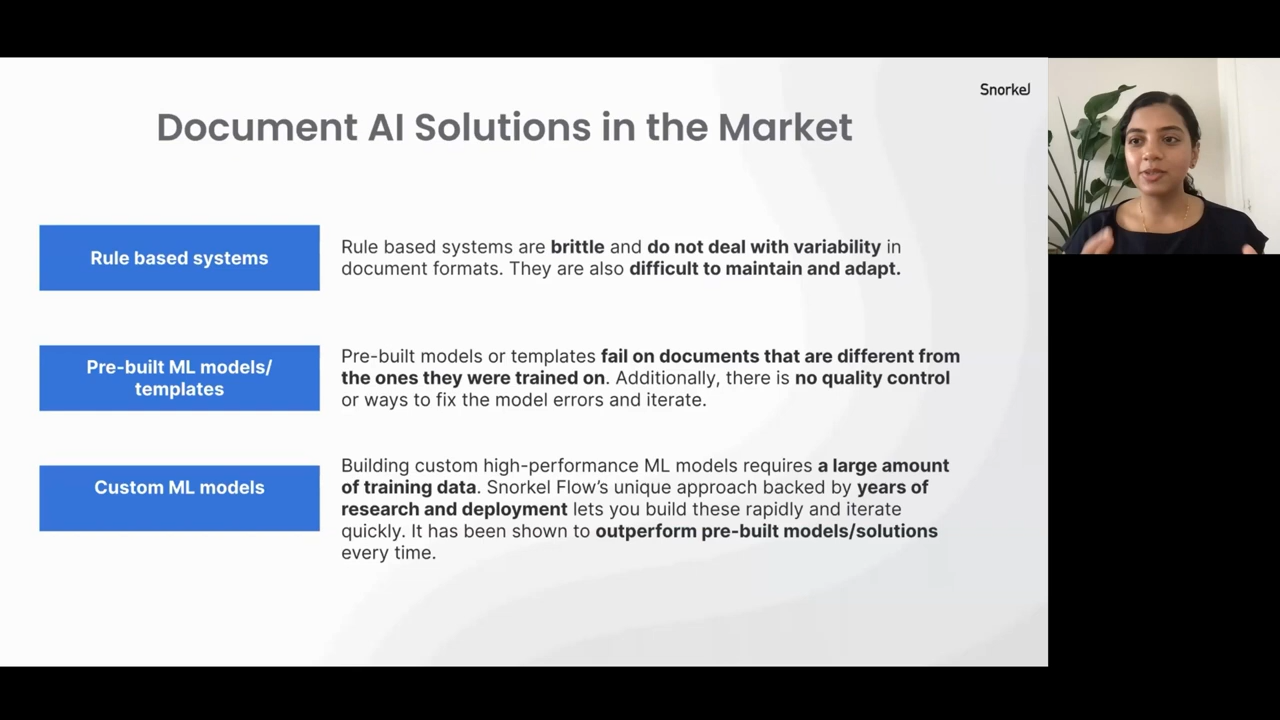 Snorkel
Document AI Solutions in the Market
Rule based systems
Rule based systems are brittle and do not deal with variability in
document formats. They are also difficult to maintain and adapt.
Pre-built ML models/
templates
Pre-built models or templates fail on documents that are different from
the ones they were trained on. Additionally, there is no quality control
or ways to fix the model errors and iterate.
Custom ML models
Building custom high-performance ML models requires a large amount
of training data. Snorkel Flow’s unique approach backed by years of
research and deployment lets you build these rapidly and iterate
quickly. It has been shown to outperform pre-built models/solutions
every time.